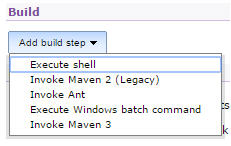 Build
Add build step
Execute shell
Invoke Maven 2 (Legacy)
Invoke Ant
Execute Windows batch command
Invoke Maven 3